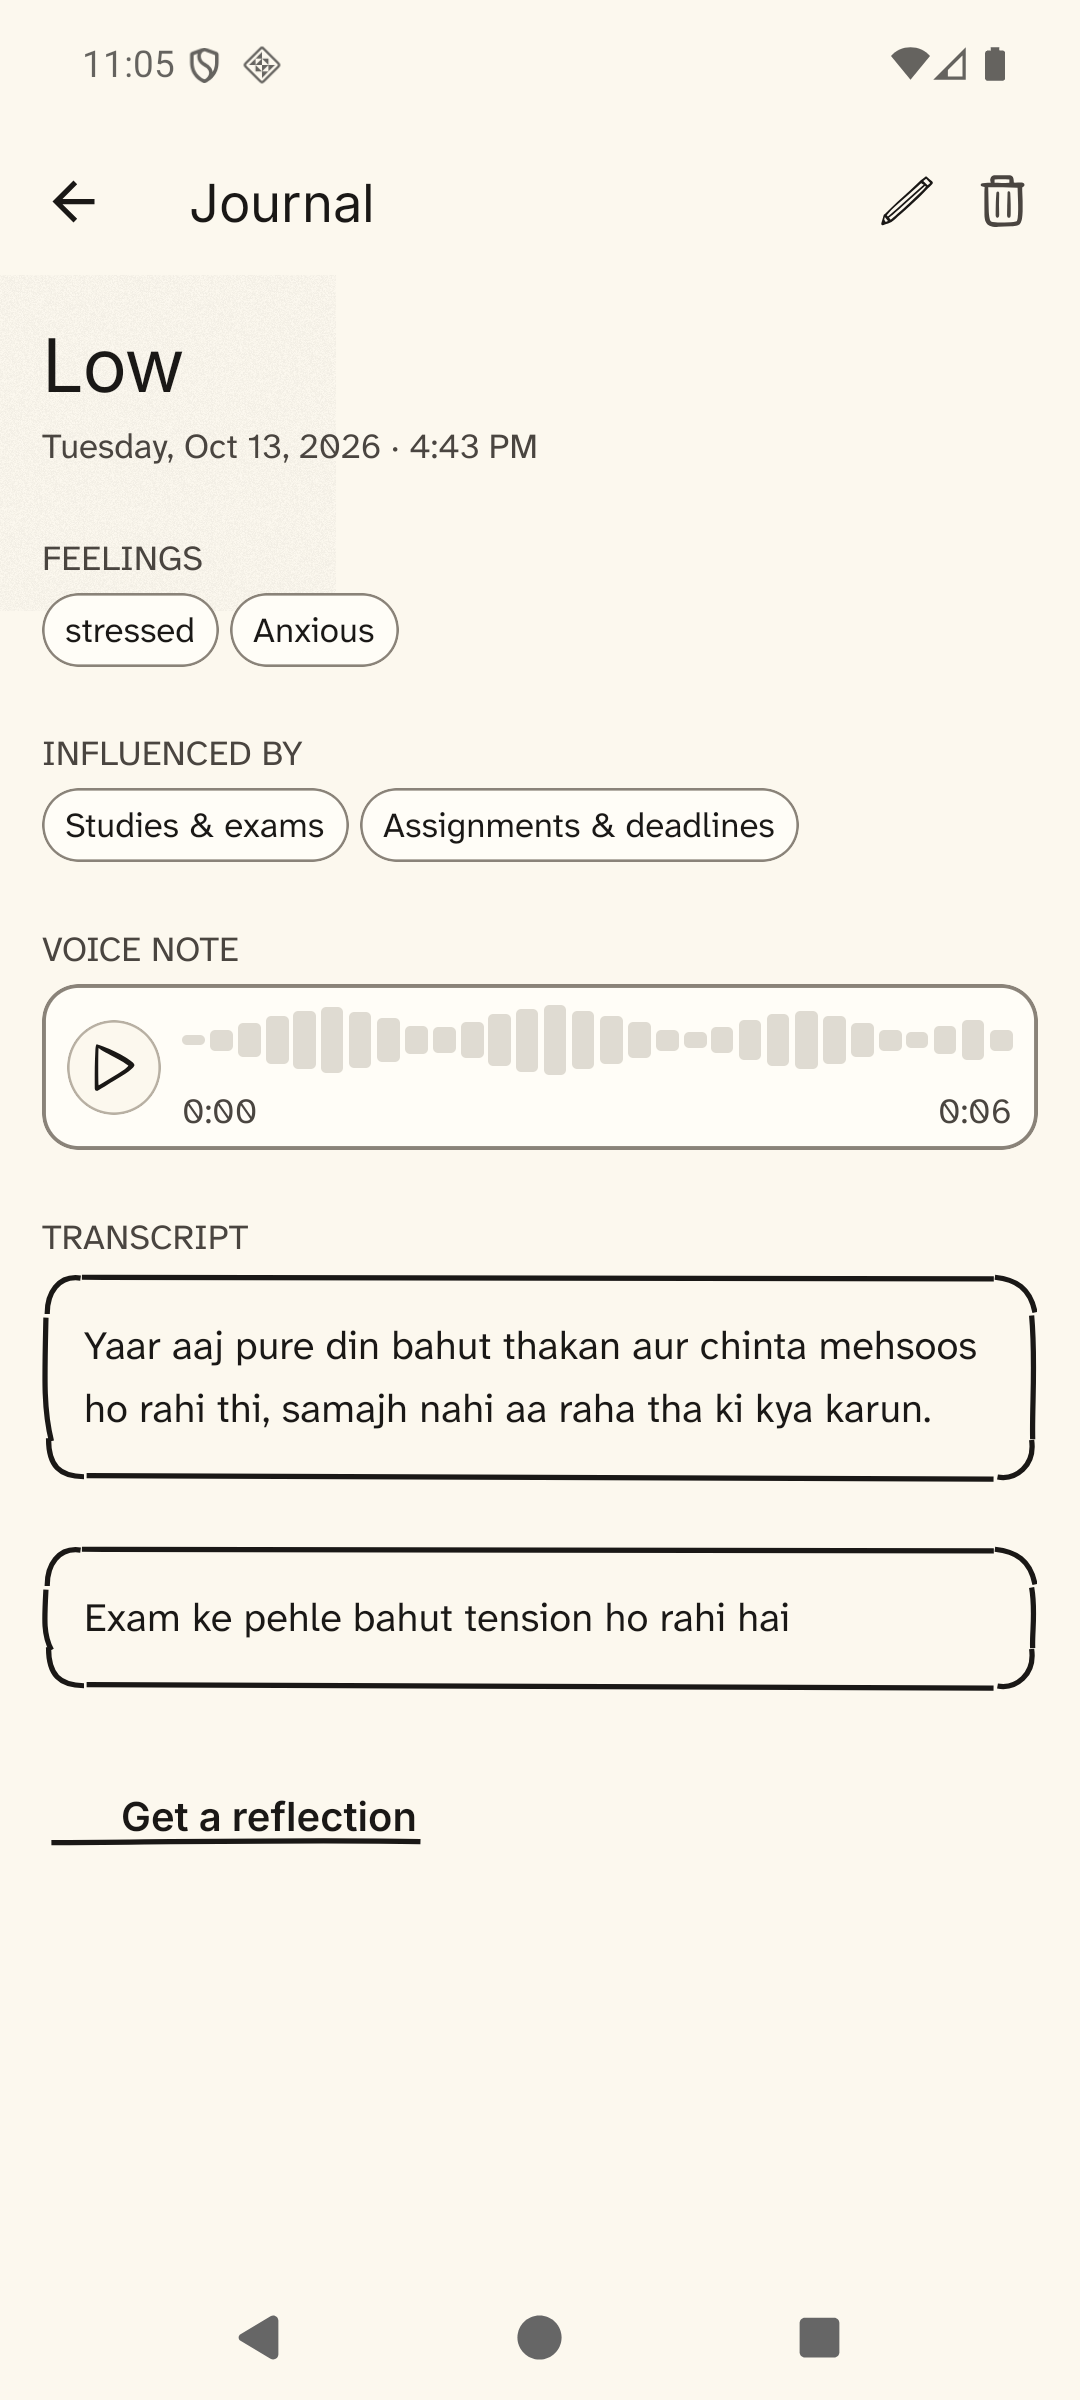 11:05
Journal
Low
Tuesday, Oct 13, 2026 · 4:43 PM
FEELINGS
stressed Anxious
INFLUENCED BY
Studies & exams Assignments & deadlines
VOICE NOTE
0:00 0:06
TRANSCRIPT
Yaar aaj pure din bahut thakan aur chinta mehsoos
ho rahi thi, samajh nahi aa raha tha ki kya karun.
Exam ke pehle bahut tension ho rahi hai
Get a reflection